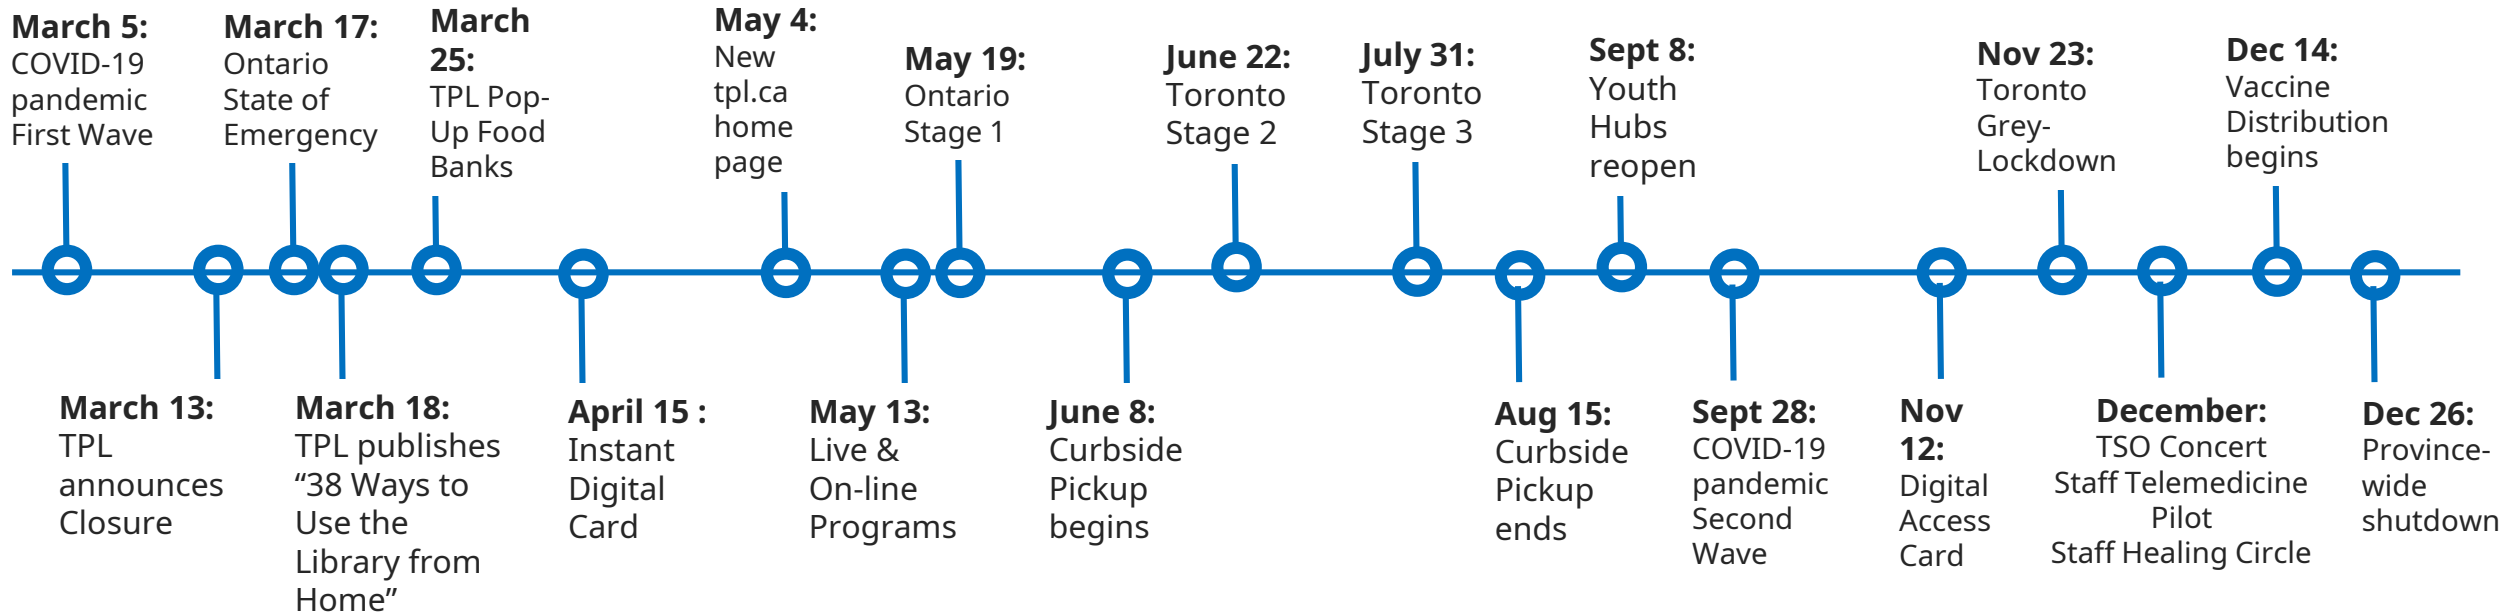 March 5:
COVID-19
pandemic
First Wave
March 17:
Ontario
State of
Emergency
March
25:
TPL Pop-
Up Food
Banks
May 4:
New
tpl.ca
home
page
May 19:
Ontario
Stage 1
June 22:
Toronto
Stage 2
July 31:
Toronto
Stage 3
Sept 8:
Youth
Hubs
reopen
Nov 23:
Toronto
Grey-
Lockdown
Dec 14:
Vaccine
Distribution
begins
March 13:
TPL
announces
Closure
March 18:
TPL publishes
“38 Ways to
Use the
Library from
Home”
April 15 :
Instant
Digital
Card
May 13:
Live &
On-line
Programs
June 8:
Curbside
Pickup
begins
Aug 15:
Curbside
Pickup
ends
Sept 28:
COVID-19
pandemic
Second
Wave
Nov
12:
Digital
Access
Card
December:
TSO Concert
Staff Telemedicine
Pilot
Staff Healing Circle
Dec 26:
Province-
wide
shutdown